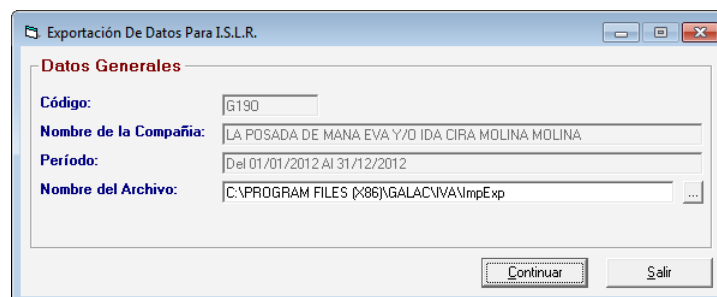 Exportación De Datos Para I.S.L.R.
Datos Generales
Código: G190
Nombre de la Compañia: LA POSADA DE MANA EVA Y/O IDA CIRA MOLINA MOLINA
Período: Del 01/01/2012 Al 31/12/2012
Nombre del Archivo: C:\PROGRAM FILES (X86)\GALAC\IVA\ImpExp ...
Continuar Salir